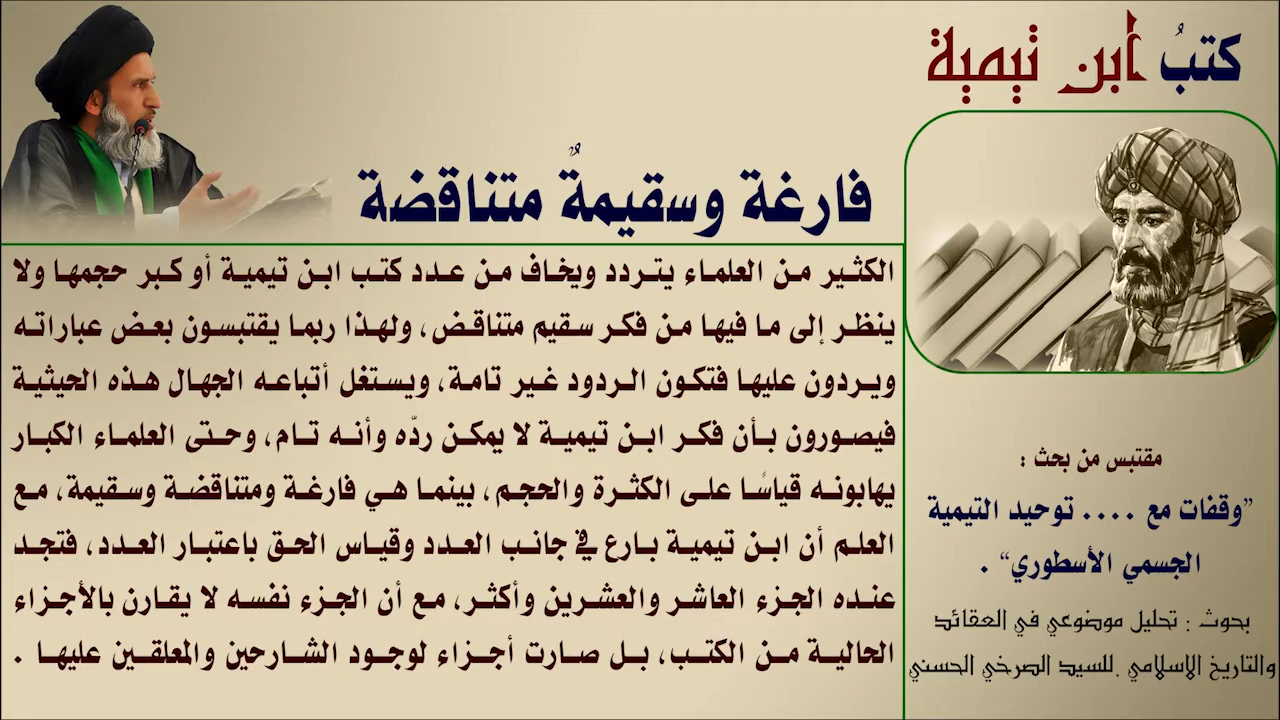 كتبُ ابن تيمية
فارغة وسقيمةٌ متناقضة
الكثير من العلماء يتردد ويخاف من عدد كتب ابن تيمية أو كبر حجمها ولا
ينظر إلى ما فيها من فكر سقيم متناقض، ولهذا ربما يقتبسون بعض عباراته
ويردون عليها فتكون الردود غير تامة، ويستغل أتباعه الجهال هذه الحيثية
فيصورون بأن فكر ابن تيمية لا يمكن ردّه وأنه تام، وحتى العلماء الكبار
يهابونه قياسًا على الكثرة والحجم، بينما هي فارغة ومتناقضة وسقيمة، مع
العلم أن ابن تيمية بارع في جانب العدد وقياس الحق باعتبار العدد، فتجد
عنده الجزء العاشر والعشرين وأكثر، مع أن الجزء نفسه لا يقارن بالأجزاء
الحالية من الكتب، بل صارت أجزاء لوجود الشارحين والمعلقين عليها .
مقتبس من بحث :
”وقفات مع .... توحيد التيمية
الجسمي الأسطوري“ .
بحوث : تحليل موضوعي في العقائد
والتاريخ الإسلامي .للسيد الصرخي الحسني